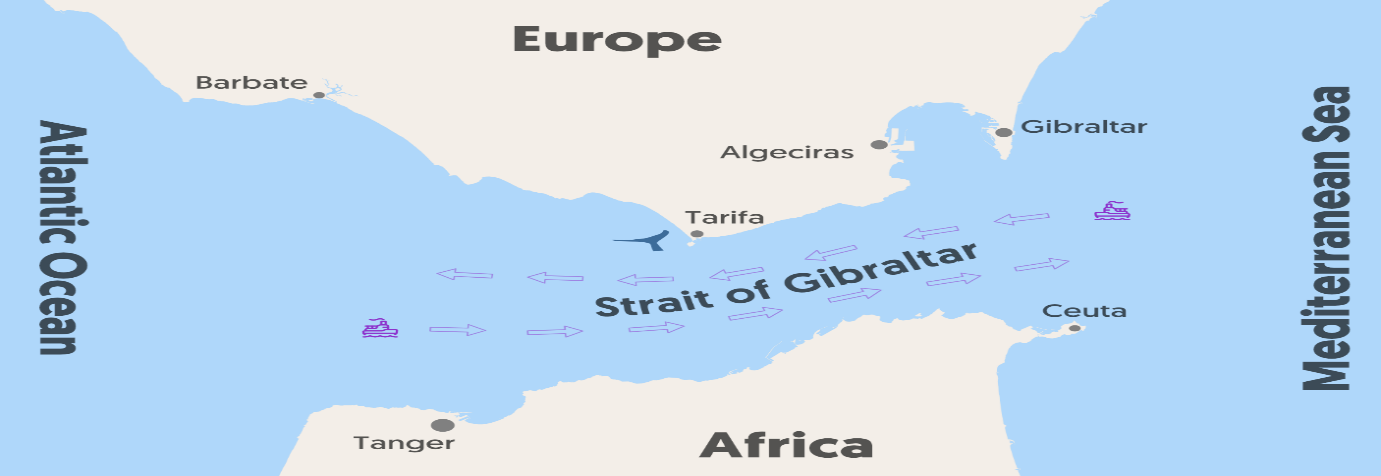 Europe
Barbate
Atlantic Ocean
Algeciras
Gibraltar
Mediterranean Sea
Tarifa
Strait of Gibraltar
Ceuta
Tanger
Africa